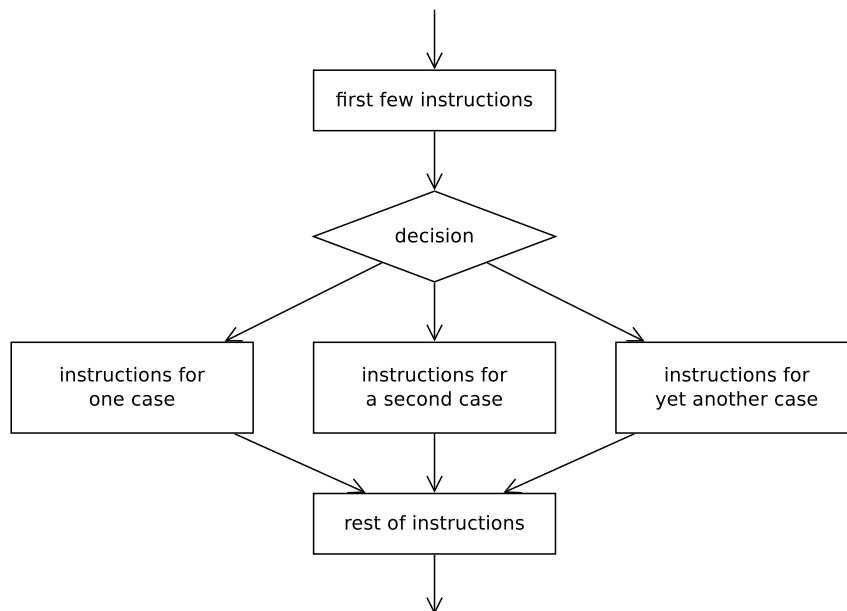 first few instructions
decision
instructions for
one case
instructions for
a second case
instructions for
yet another case
rest of instructions